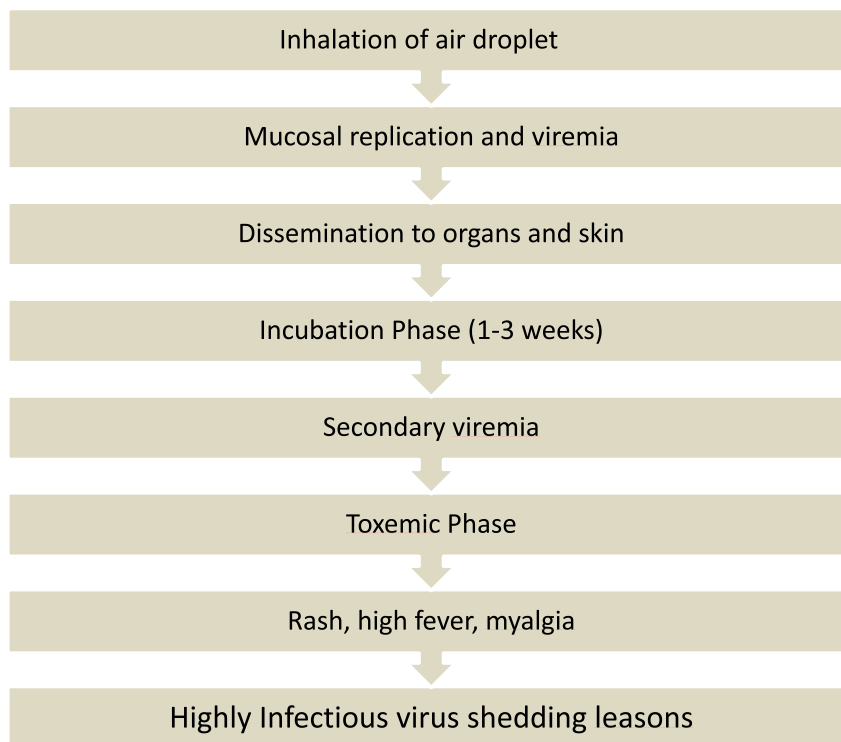 Inhalation of air droplet
Mucosal replication and viremia
Dissemination to organs and skin
Incubation Phase (1-3 weeks)
Secondary viremia
Toxemic Phase
Rash, high fever, myalgia
Highly Infectious virus shedding leasons